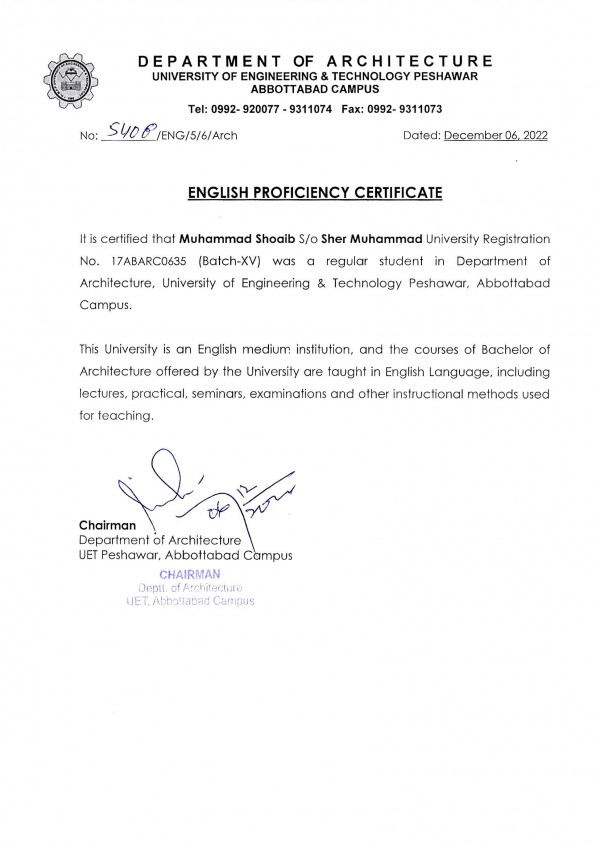 DEPARTMENT OF ARCHITECTURE
UNIVERSITY OF ENGINEERING & TECHNOLOGY PESHAWAR
ABBOTTABAD CAMPUS
Tel: 0992- 920077 - 9311074 Fax: 0992- 9311073
No: /ENG/5/6/Arch Dated: December 06, 2022
ENGLISH PROFICIENCY CERTIFICATE
It is certified that Muhammad Shoaib S/o Sher Muhammad University Registration
No. 17ABARC0635 (Batch-XV) was a regular student in Department of
Architecture, University of Engineering & Technology Peshawar, Abbottabad
Campus.
This University is an English medium institution, and the courses of Bachelor of
Architecture offered by the University are taught in English Language, including
lectures, practical, seminars, examinations and other instructional methods used
for teaching.
Chairman
Department of Architecture
UET Peshawar, Abbottabad Campus
CHAIRMAN
Deptt. of Architecture
UET, Abbottabad Campus